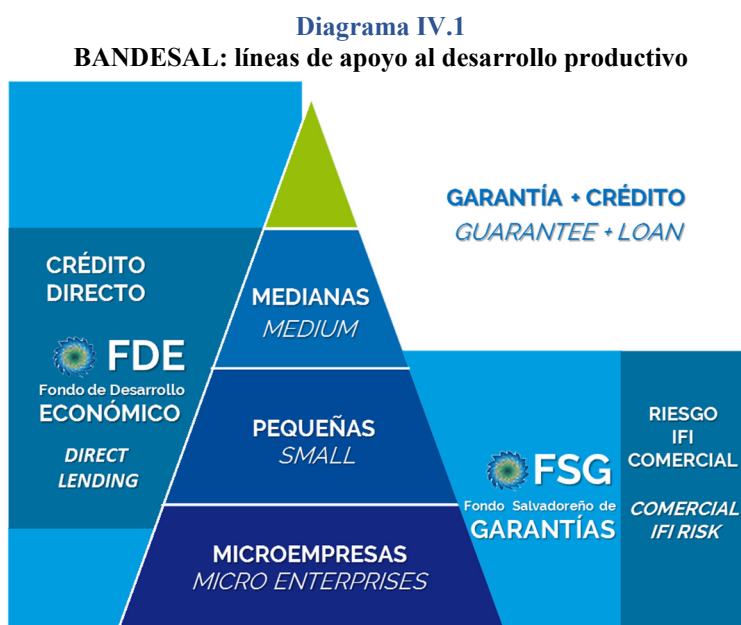 Diagrama IV.1
BANDESAL: líneas de apoyo al desarrollo productivo
GARANTÍA + CRÉDITO
GUARANTEE + LOAN
CRÉDITO
DIRECTO
FDE
Fondo de Desarrollo
ECONÓMICO
DIRECT
LENDING
MEDIANAS
MEDIUM
PEQUEÑAS
SMALL
MICROEMPRESAS
MICRO ENTERPRISES
FSG
Fondo Salvadoreño de
GARANTÍAS
RIESGO
IFI
COMERCIAL
COMERCIAL
IFI RISK